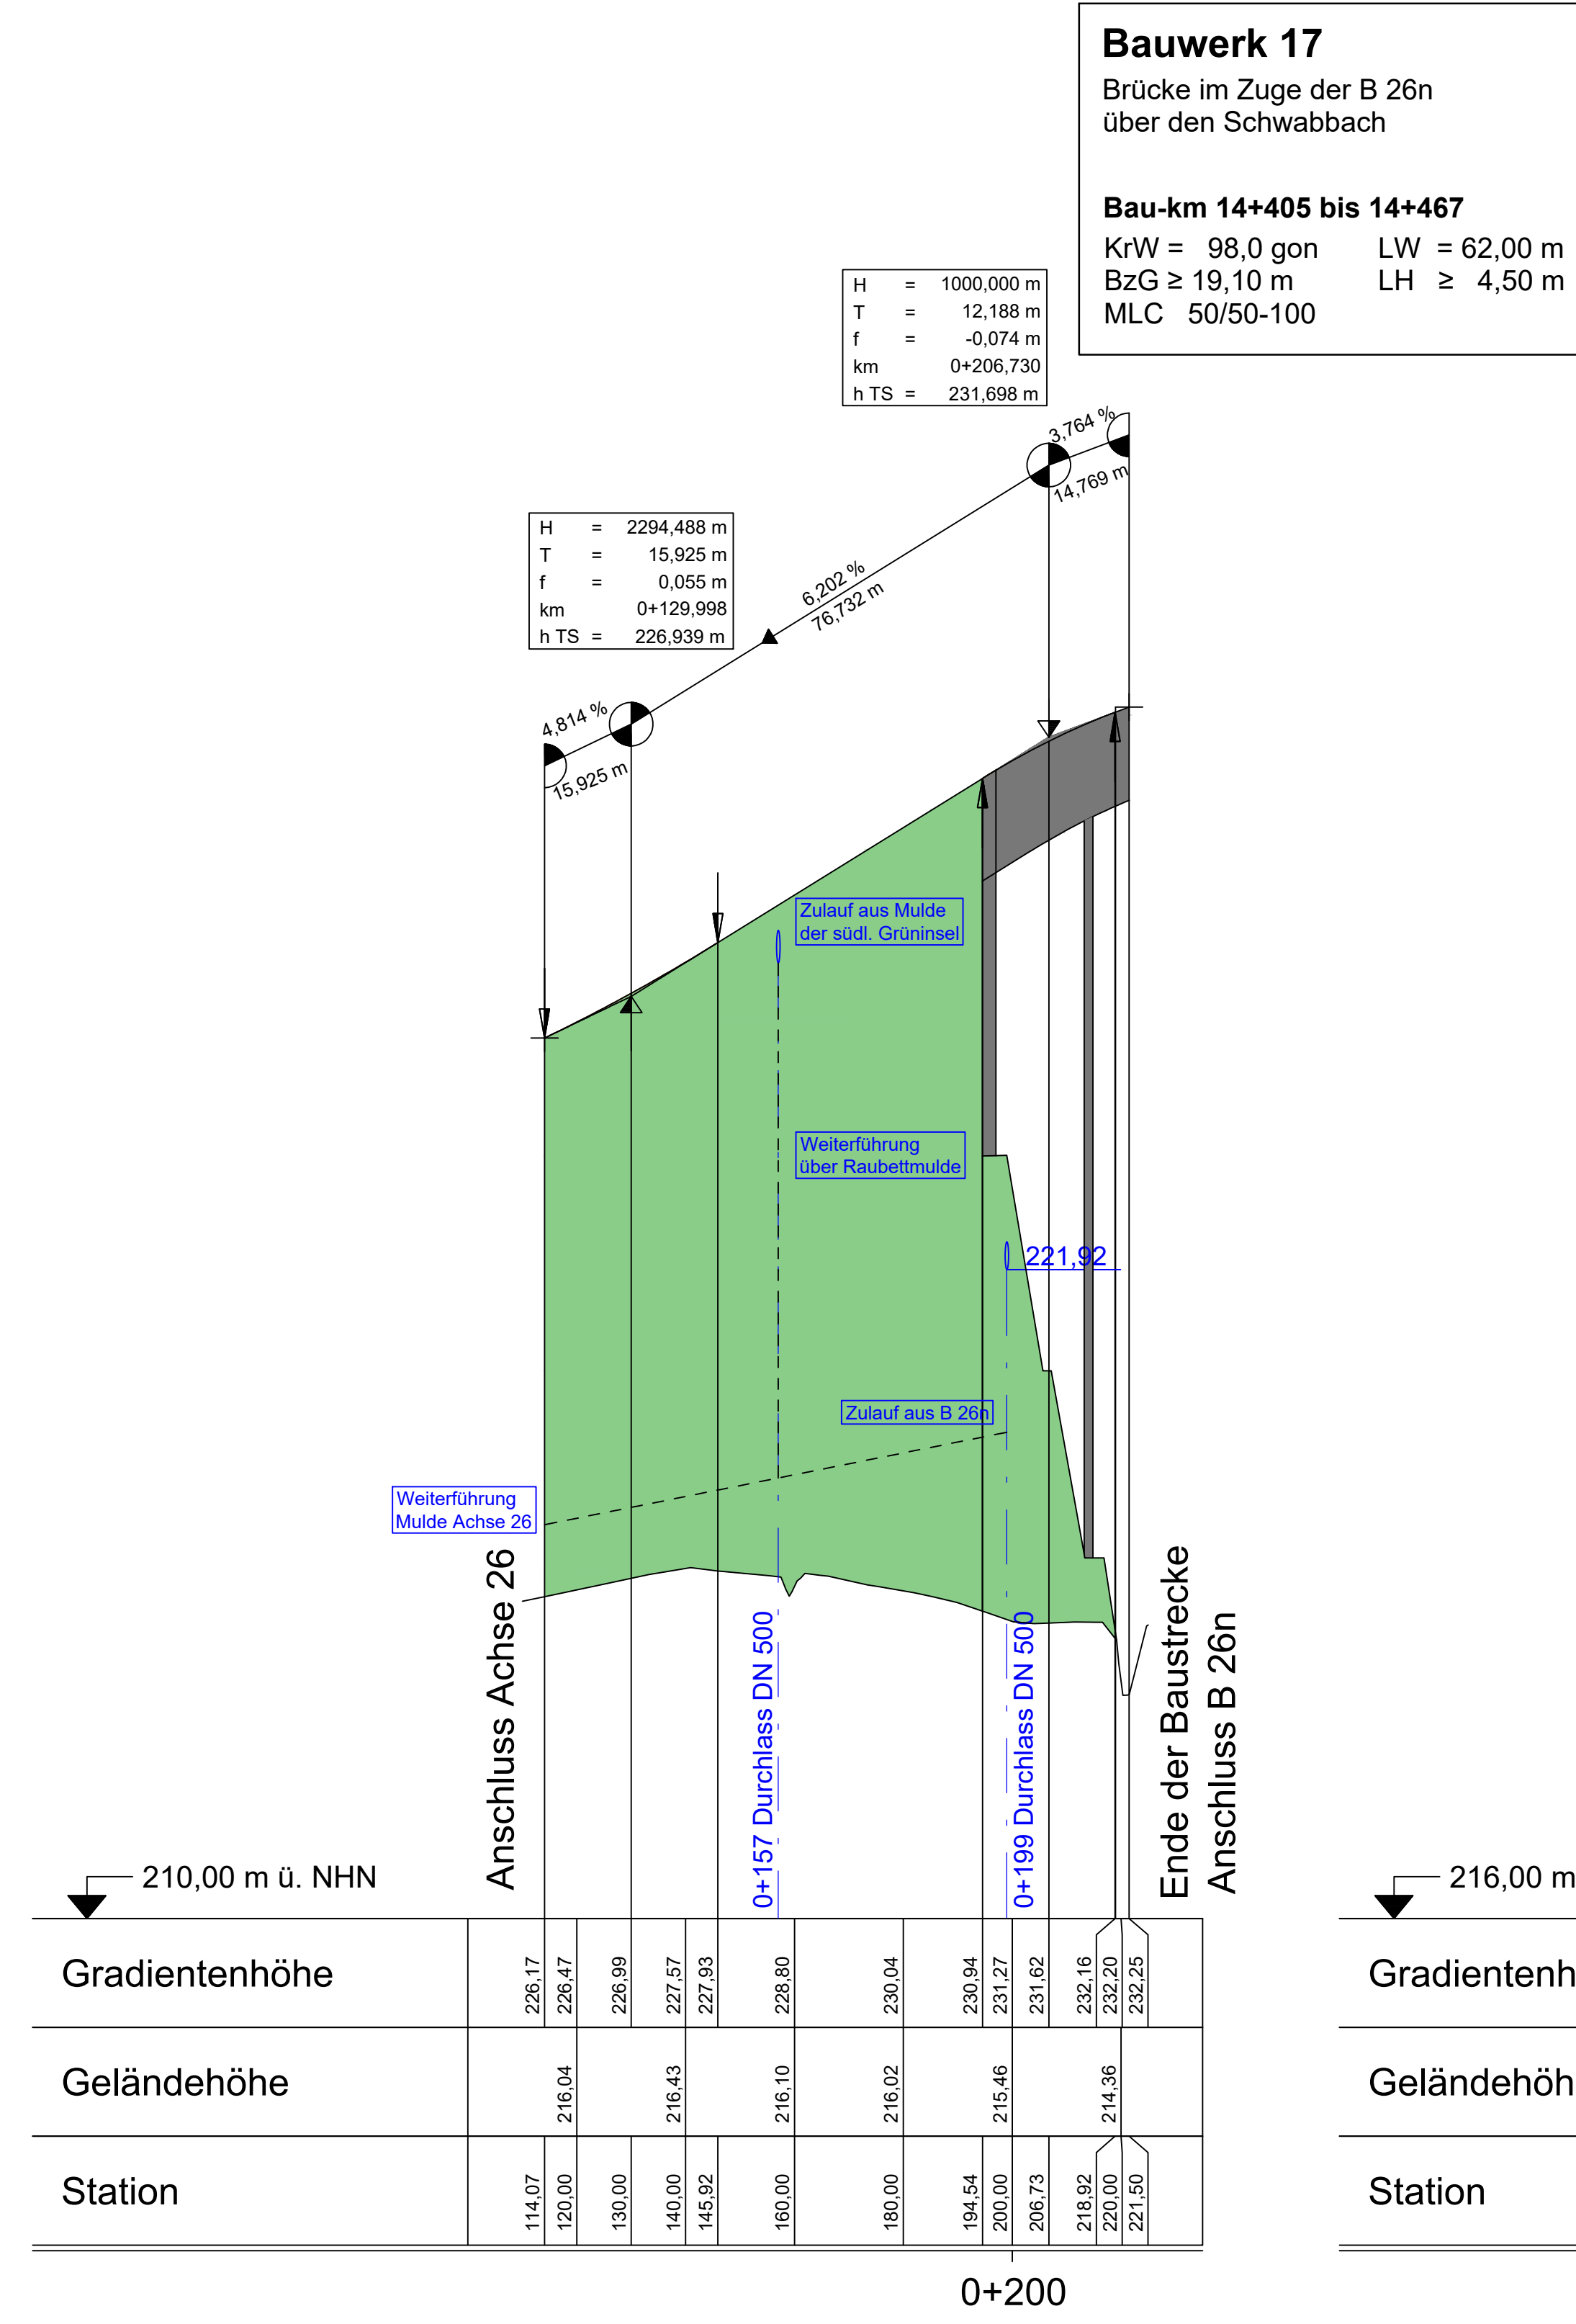 Bauwerk 17
Brücke im Zuge der B 26n
über den Schwabbach
Bau-km 14+405 bis 14+467
KrW = 98,0 gon LW = 62,00 m
BzG ≥ 19,10 m LH ≥ 4,50 m
MLC 50/50-100
H = 1000,000 m
T = 12,188 m
f = -0,074 m
km 0+206,730
h TS = 231,698 m
3,764 %
14,769 m
H = 2294,488 m
T = 15,925 m
f = 0,055 m
km 0+129,998
h TS = 226,939 m
6,202 %
76,732 m
4,814 %
15,925 m
Zulauf aus Mulde
der südl. Grüninsel
Weiterführung
über Raubettmulde
221,92
Zulauf aus B 26n
Weiterführung
Mulde Achse 26
Anschluss Achse 26
0+157 Durchlass DN 500
0+199 Durchlass DN 500
Ende der Baustrecke
Anschluss B 26n
210,00 m ü. NHN
216,00 m
Gradientenhöhe 226,17 226,47 226,99 227,57 227,93 228,80 230,04 230,94 231,27 231,62 232,16 232,20 232,25
Gradientenh
Geländehöhe 216,04 216,43 216,10 216,02 215,46 214,36
Geländehöh
Station 114,07 120,00 130,00 140,00 145,92 160,00 180,00 194,54 200,00 206,73 218,92 220,00 221,50
Station
0+200